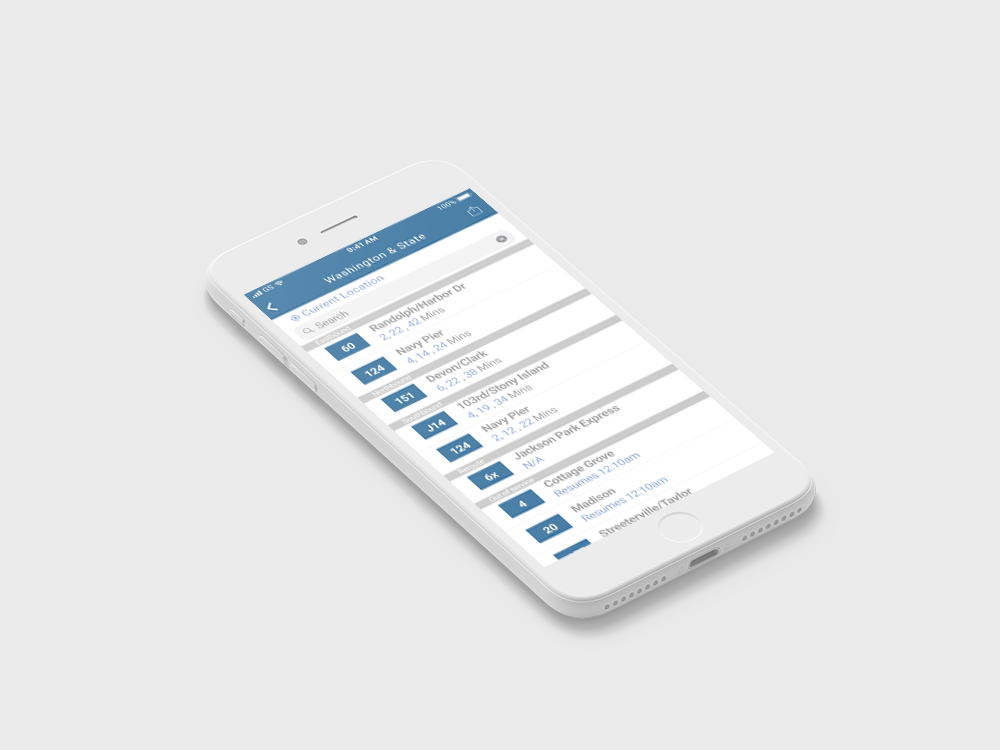 GS 9:41 AM 100%
Washington & State
Current Location
Search
Eastbound
60 Randolph/Harbor Dr
2, 22, 42 Mins
124 Navy Pier
4, 14, 24 Mins
Northbound
151 Devon/Clark
6, 22, 38 Mins
Southbound
J14 103rd/Stony Island
4, 19, 34 Mins
124 Navy Pier
2, 12, 22 Mins
6x Jackson Park Express
N/A
Out of service
4 Cottage Grove
Resumes 12:10am
20 Madison
Resumes 12:10am
Streeterville/Taylor